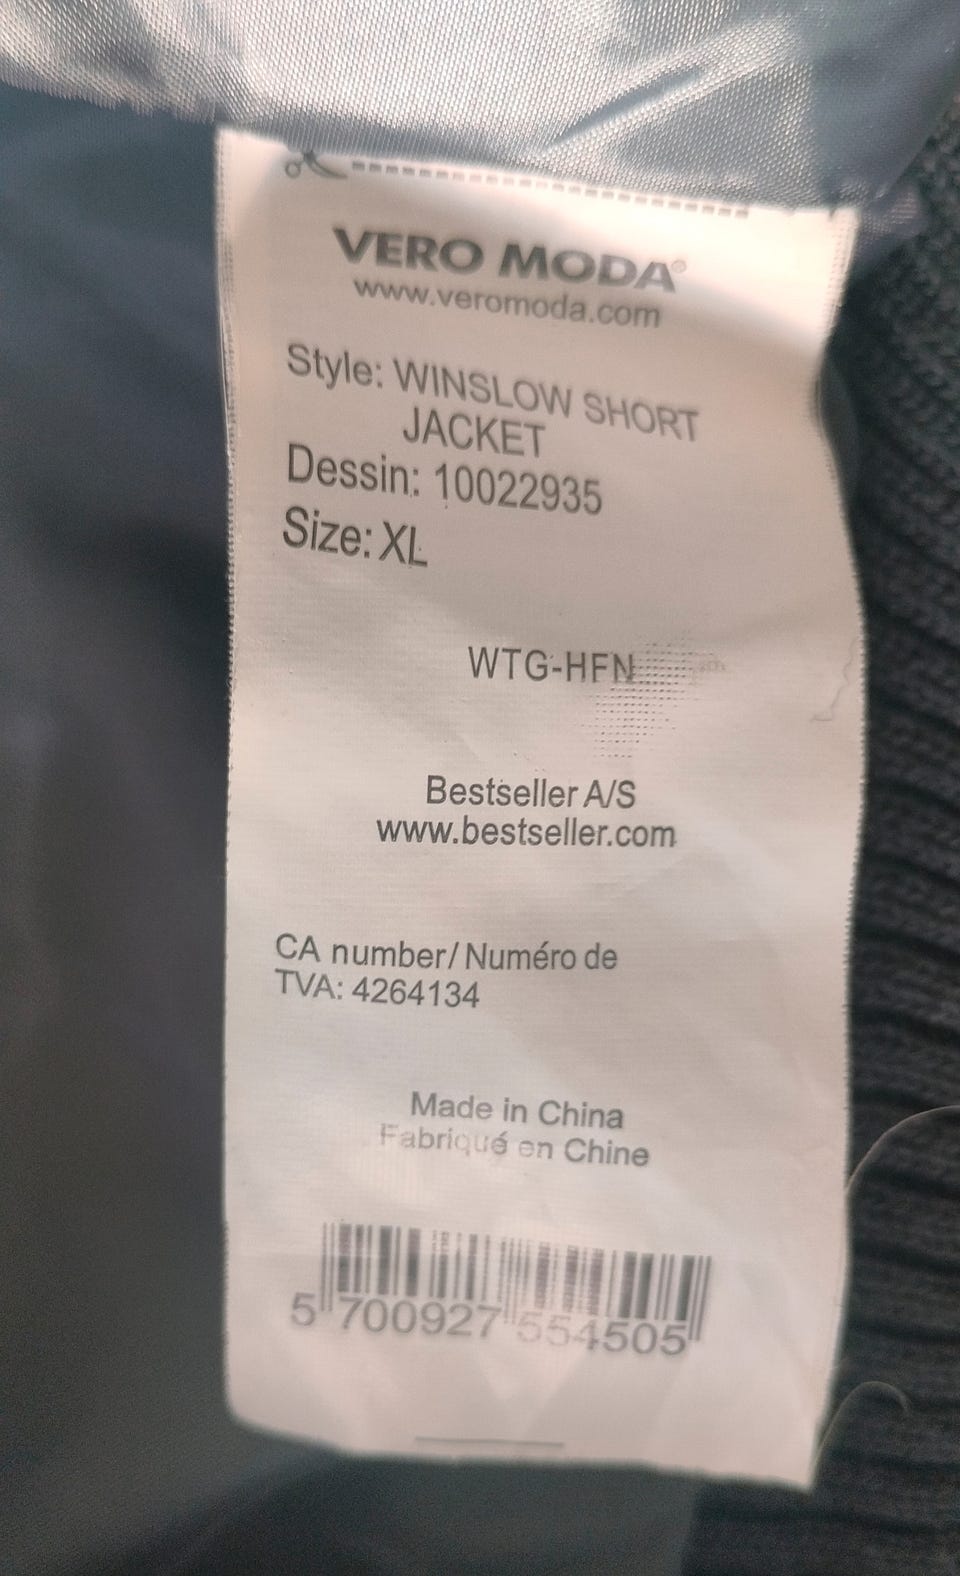 VERO MODA®
www.veromoda.com
Style: WINSLOW SHORT
JACKET
Dessin: 10022935
Size: XL
WTG-HFN
Bestseller A/S
www.bestseller.com
CA number/ Numéro de
TVA: 4264134
Made in China
Fabriqué en Chine
5 700927 554505